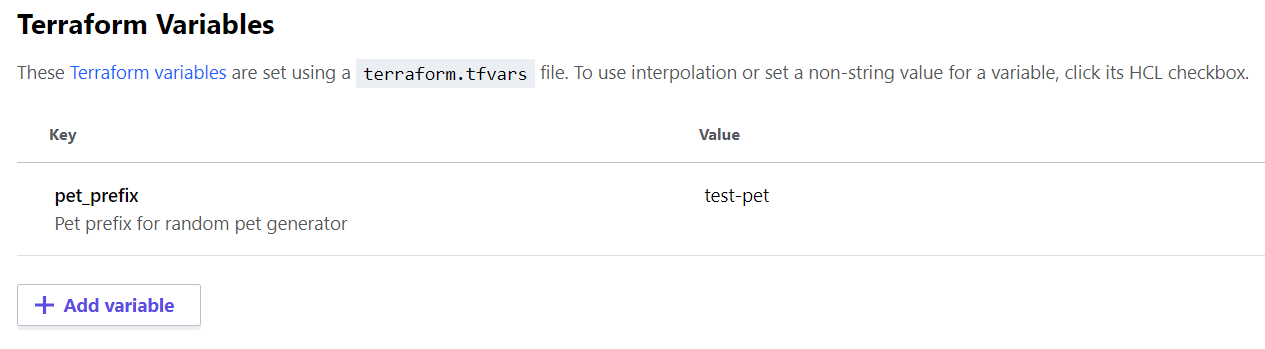 Terraform Variables
These Terraform variables are set using a terraform.tfvars file. To use interpolation or set a non-string value for a variable, click its HCL checkbox.
Key Value
pet_prefix test-pet
Pet prefix for random pet generator
+ Add variable